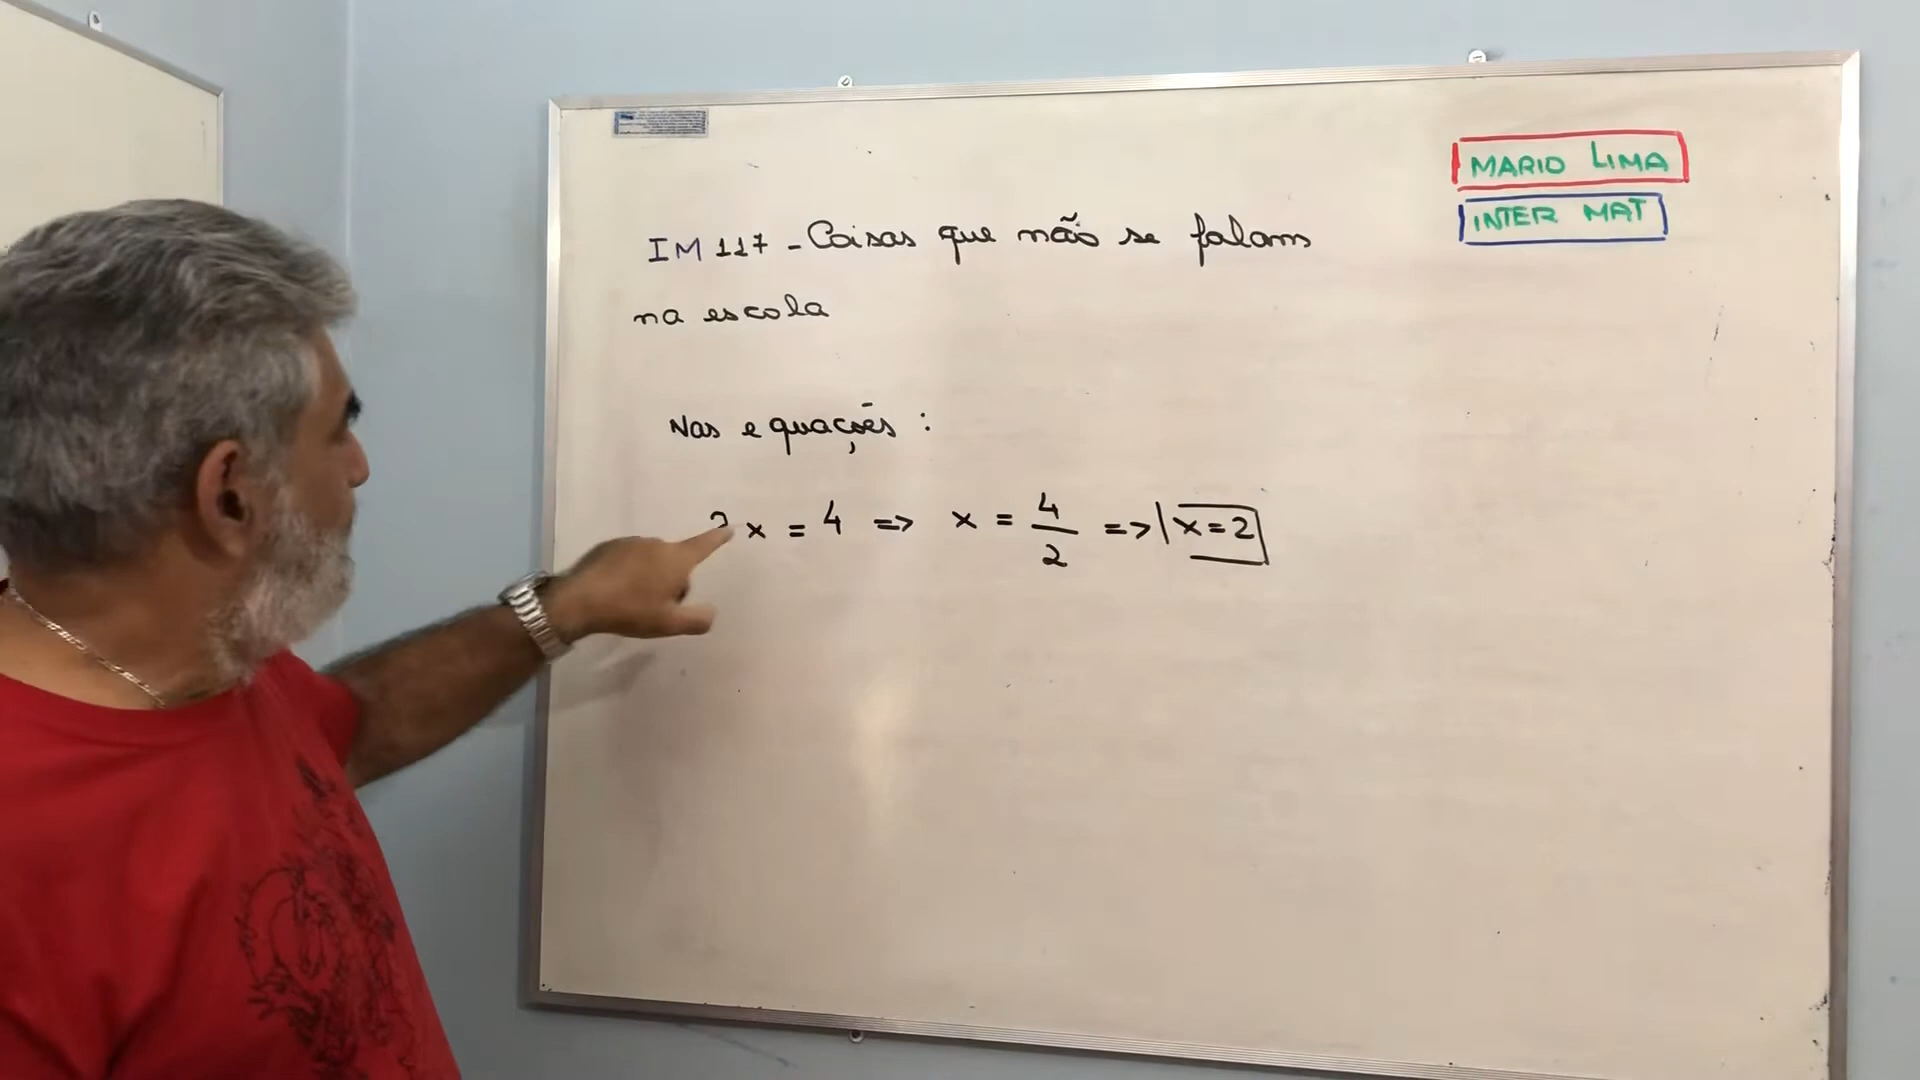 MARIO LIMA
INTER MAT
IM 117 - Coisas que não se falam
na escola
Nas equações :
2x = 4 => x = 4/2 => x=2